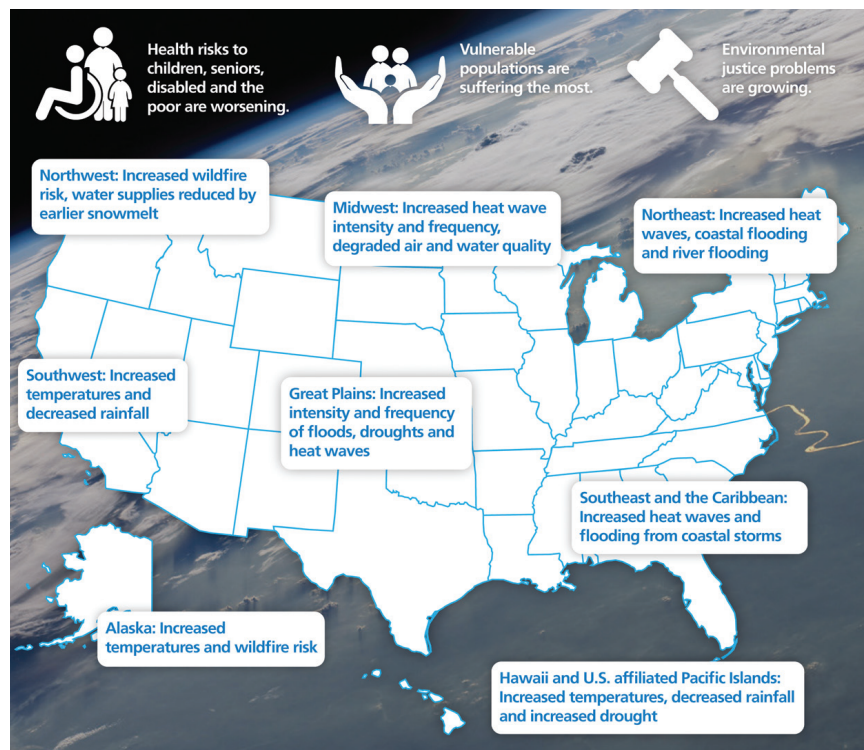 Health risks to
children, seniors,
disabled and the
poor are worsening.
Vulnerable
populations are
suffering the most.
Environmental
justice problems
are growing.
Northwest: Increased wildfire
risk, water supplies reduced by
earlier snowmelt
Midwest: Increased heat wave
intensity and frequency,
degraded air and water quality
Northeast: Increased heat
waves, coastal flooding
and river flooding
Southwest: Increased
temperatures and
decreased rainfall
Great Plains: Increased
intensity and frequency
of floods, droughts and
heat waves
Southeast and the Caribbean:
Increased heat waves and
flooding from coastal storms
Alaska: Increased
temperatures and wildfire risk
Hawaii and U.S. affiliated Pacific Islands:
Increased temperatures, decreased rainfall
and increased drought